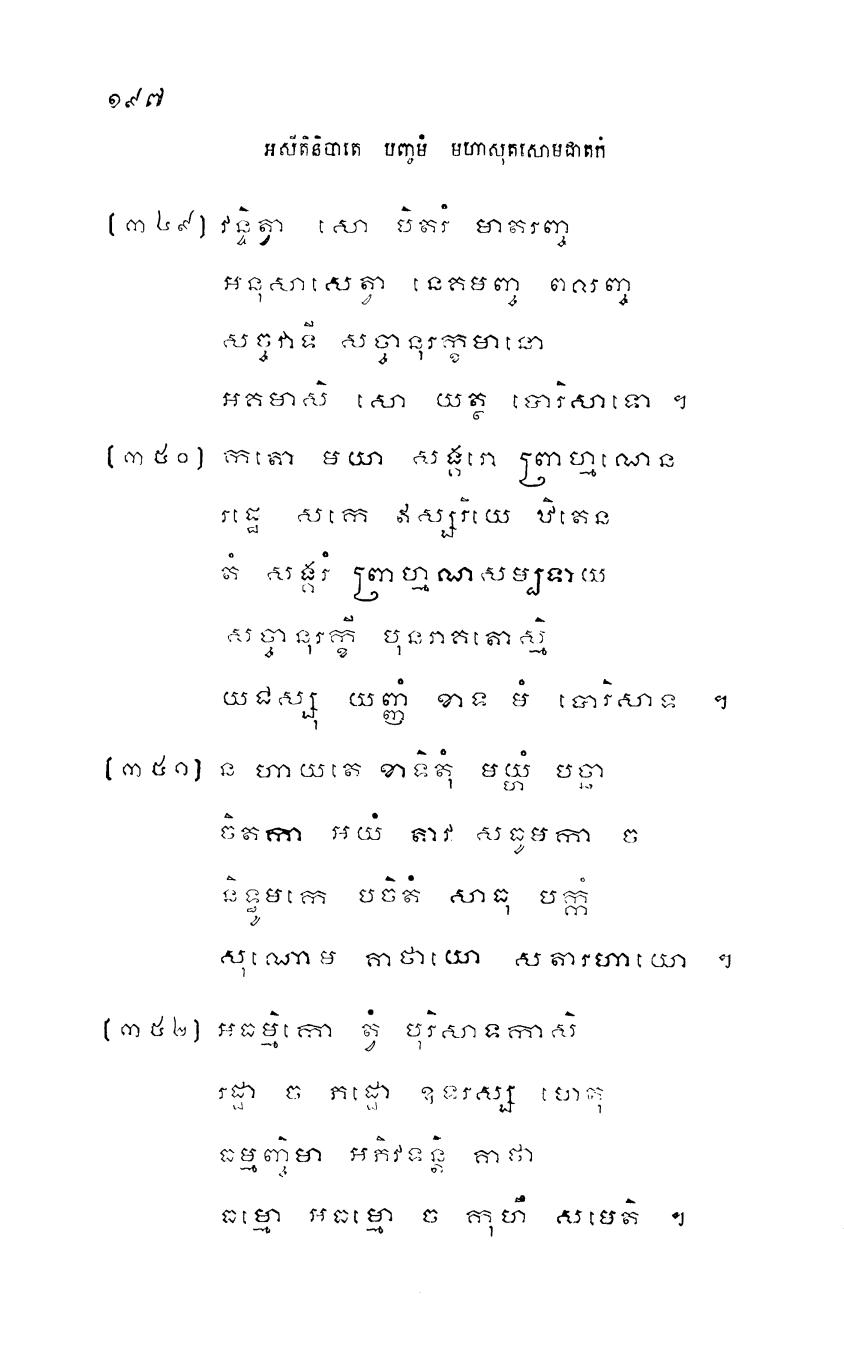 ១៩៧
អសីតិនិបាតេ បញ្ចមំ មហាសុតសោមជាតកំ
[៣៤៩] វន្ទិត្វា សោ បិតរំ មាតរញ្ច
អនុសាសេត្វា នេគមញ្ច ពលញ្ច
សច្ចវាទី សច្ចានុរក្ខមានោ
អគមាសិ សោ យត្ថ បោរិសាទោ ។
[៣៥០] កតោ មយា សង្គរោ ព្រាហ្មណេន
រដ្ឋេ សកេ ឥស្សរិយេ ឋិតេន
តំ សង្គរំ ព្រាហ្មណសម្បទាយ
សច្ចានុរក្ខី បុនរាគតោស្មិ
យជស្សុ យញ្ញំ ខាទ មំ បោរិសាទ ។
[៣៥១] ន ហាយតេ ខាទិតុំ មយ្ហំ បច្ឆា
ចិតកា អយំ តាវ សធូមកា ច
និទ្ធូមកេ បចិតំ សាធុ បក្កំ
សុណោម គាថាយោ សតារហាយោ ។
[៣៥២] អធម្មិកោ ត្វំ បុរិសាទកាសិ
រដ្ឋា ច ភដ្ឋោ ឧទរស្ស ហេតុ
ធម្មញ្ចិមា អភិវទន្តិ គាថា
ធម្មោ អធម្មោ ច កុហឹ សមេតិ ។